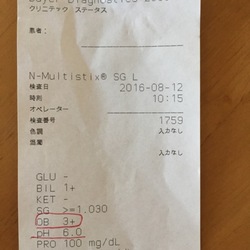 Bayer Diagnostics
クリニテック ステータス
患者:
N-Multistix® SG L
検査日 2016-08-12
時刻 10:15
オペレーター
検査番号 1759
色調 入力なし
混濁
入力なし
GLU -
BIL 1+
KET -
SG >=1.030
OB 3+
pH 6.0
PRO 100 mg/dL